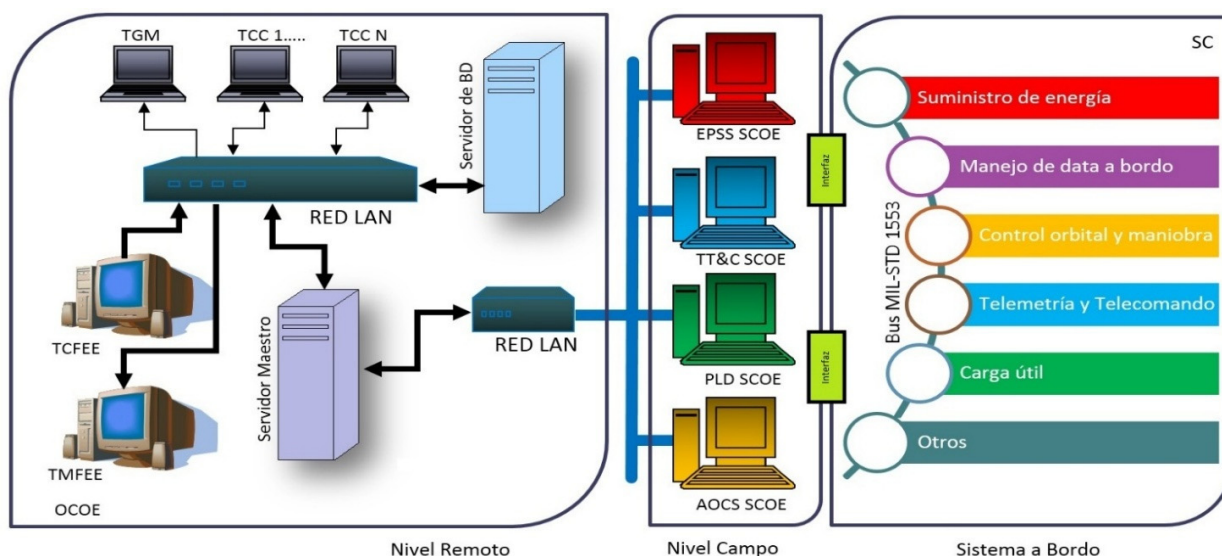 TGM
TCC 1.....
TCC N
Servidor de BD
RED LAN
TCFEE
TMFEE
OCOE
Servidor Maestro
RED LAN
Nivel Remoto
EPSS SCOE
TT&C SCOE
PLD SCOE
AOCS SCOE
Nivel Campo
Interfaz
Interfaz
SC
Bus MIL-STD 1553
Suministro de energía
Manejo de data a bordo
Control orbital y maniobra
Telemetría y Telecomando
Carga útil
Otros
Sistema a Bordo